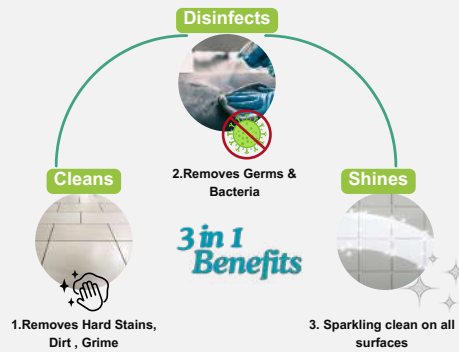 Disinfects
2.Removes Germs &
Bacteria
Cleans
Shines
3 in 1
Benefits
1.Removes Hard Stains,
Dirt , Grime
3. Sparkling clean on all
surfaces